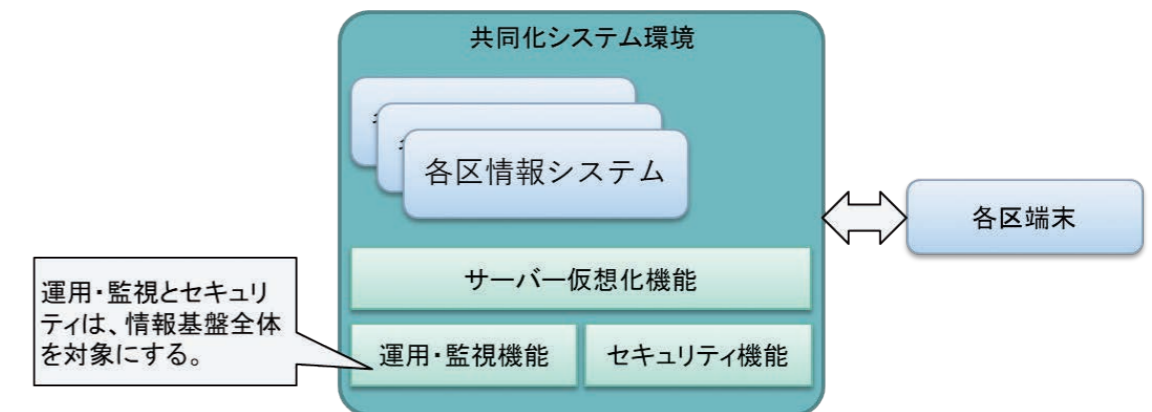 共同化システム環境
各区情報システム
各区端末
サーバー仮想化機能
運用・監視とセキュリ
ティは、情報基盤全体
を対象にする。
運用・監視機能
セキュリティ機能